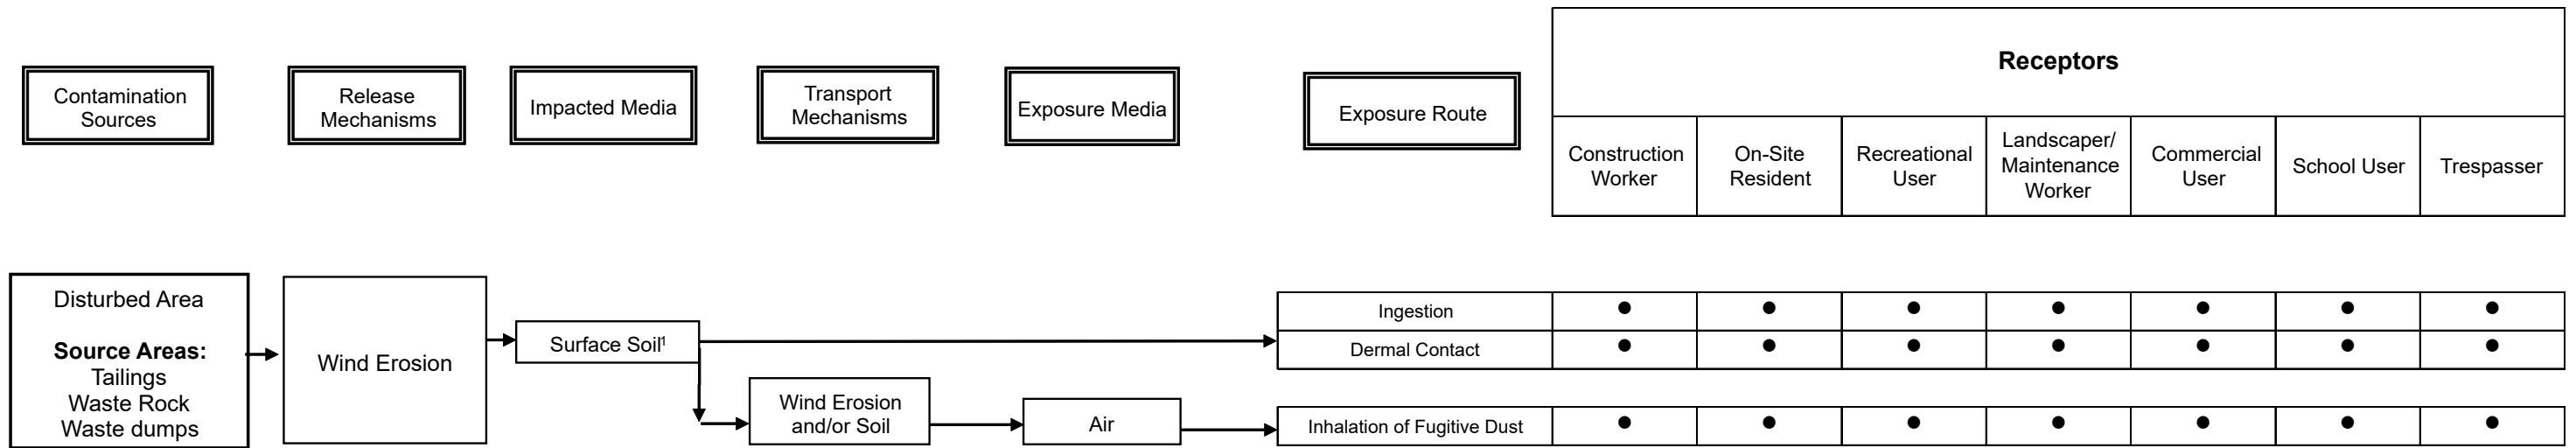 Receptors
Contamination
Sources
Release
Mechanisms
Impacted Media
Transport
Mechanisms
Exposure Media
Exposure Route
Construction
Worker
On-Site
Resident
Recreational
User
Landscaper/
Maintenance
Worker
Commercial
User
School User
Trespasser
Disturbed Area
Source Areas:
Tailings
Waste Rock
Waste dumps
Wind Erosion
Surface Soil¹
Ingestion
Dermal Contact
Wind Erosion
and/or Soil
Air
Inhalation of Fugitive Dust